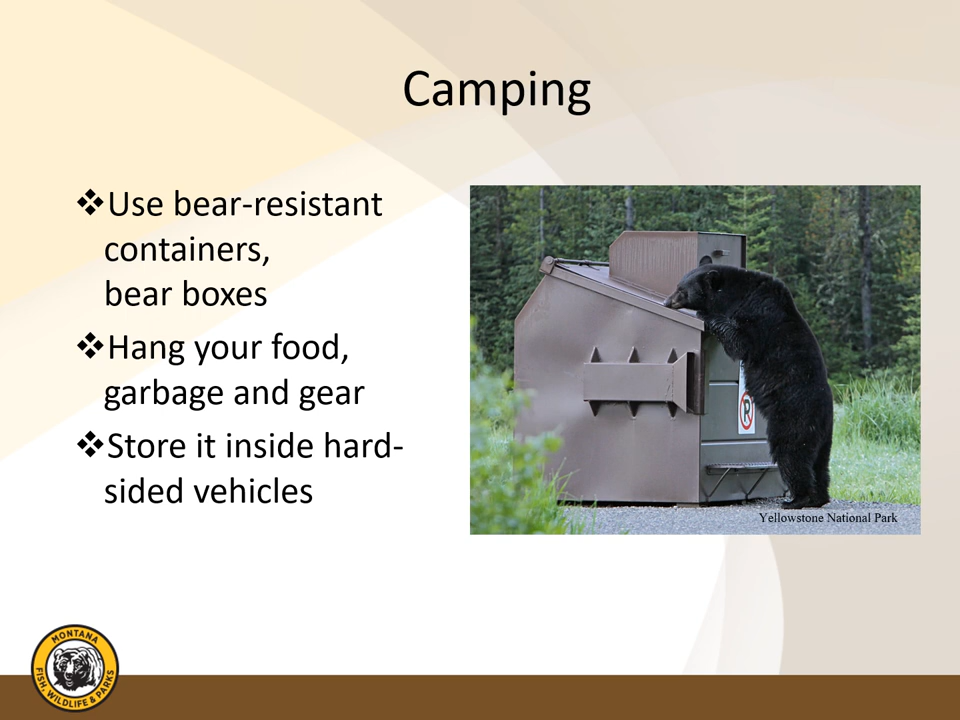 Camping
❖Use bear-resistant
containers,
bear boxes
❖Hang your food,
garbage and gear
❖Store it inside hard-
sided vehicles
P
Yellowstone National Park
MONTANA
FISH, WILDLIFE & PARKS